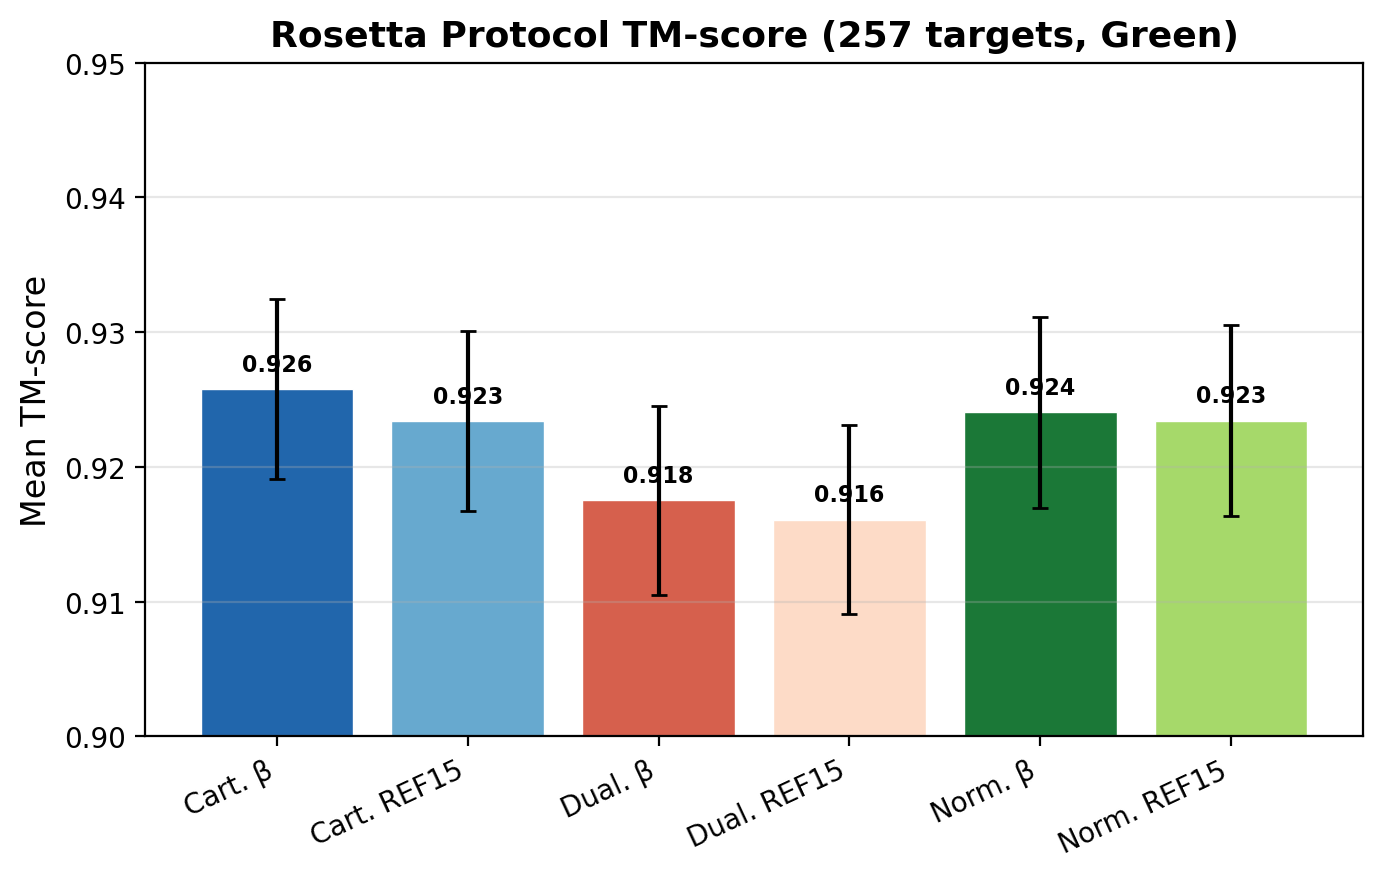 Rosetta Protocol TM-score (257 targets, Green)
Mean TM-score
0.95
0.94
0.93
0.92
0.91
0.90
0.926
0.923
0.918
0.916
0.924
0.923
Cart. β
Cart. REF15
Dual. β
Dual. REF15
Norm. β
Norm. REF15